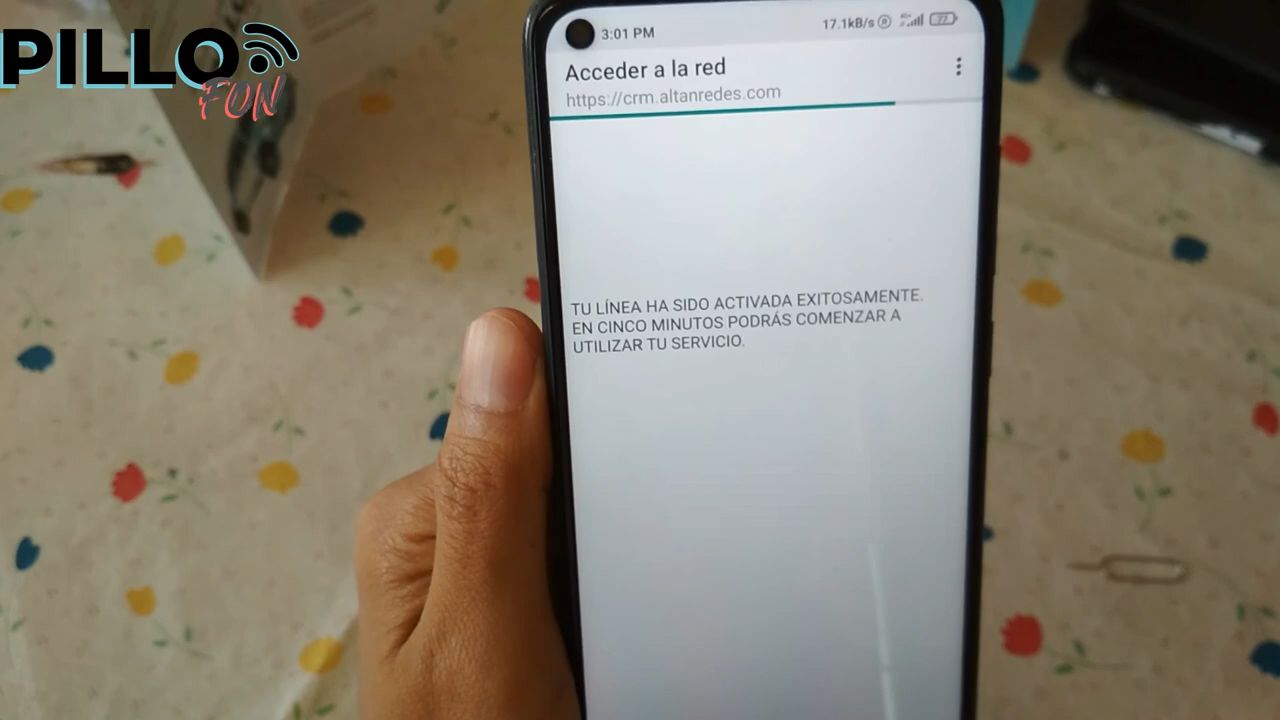 PILLO
FON
3:01 PM
17.1kB/s
77
Acceder a la red
https://crm.altanredes.com
TU LÍNEA HA SIDO ACTIVADA EXITOSAMENTE.
EN CINCO MINUTOS PODRÁS COMENZAR A
UTILIZAR TU SERVICIO.